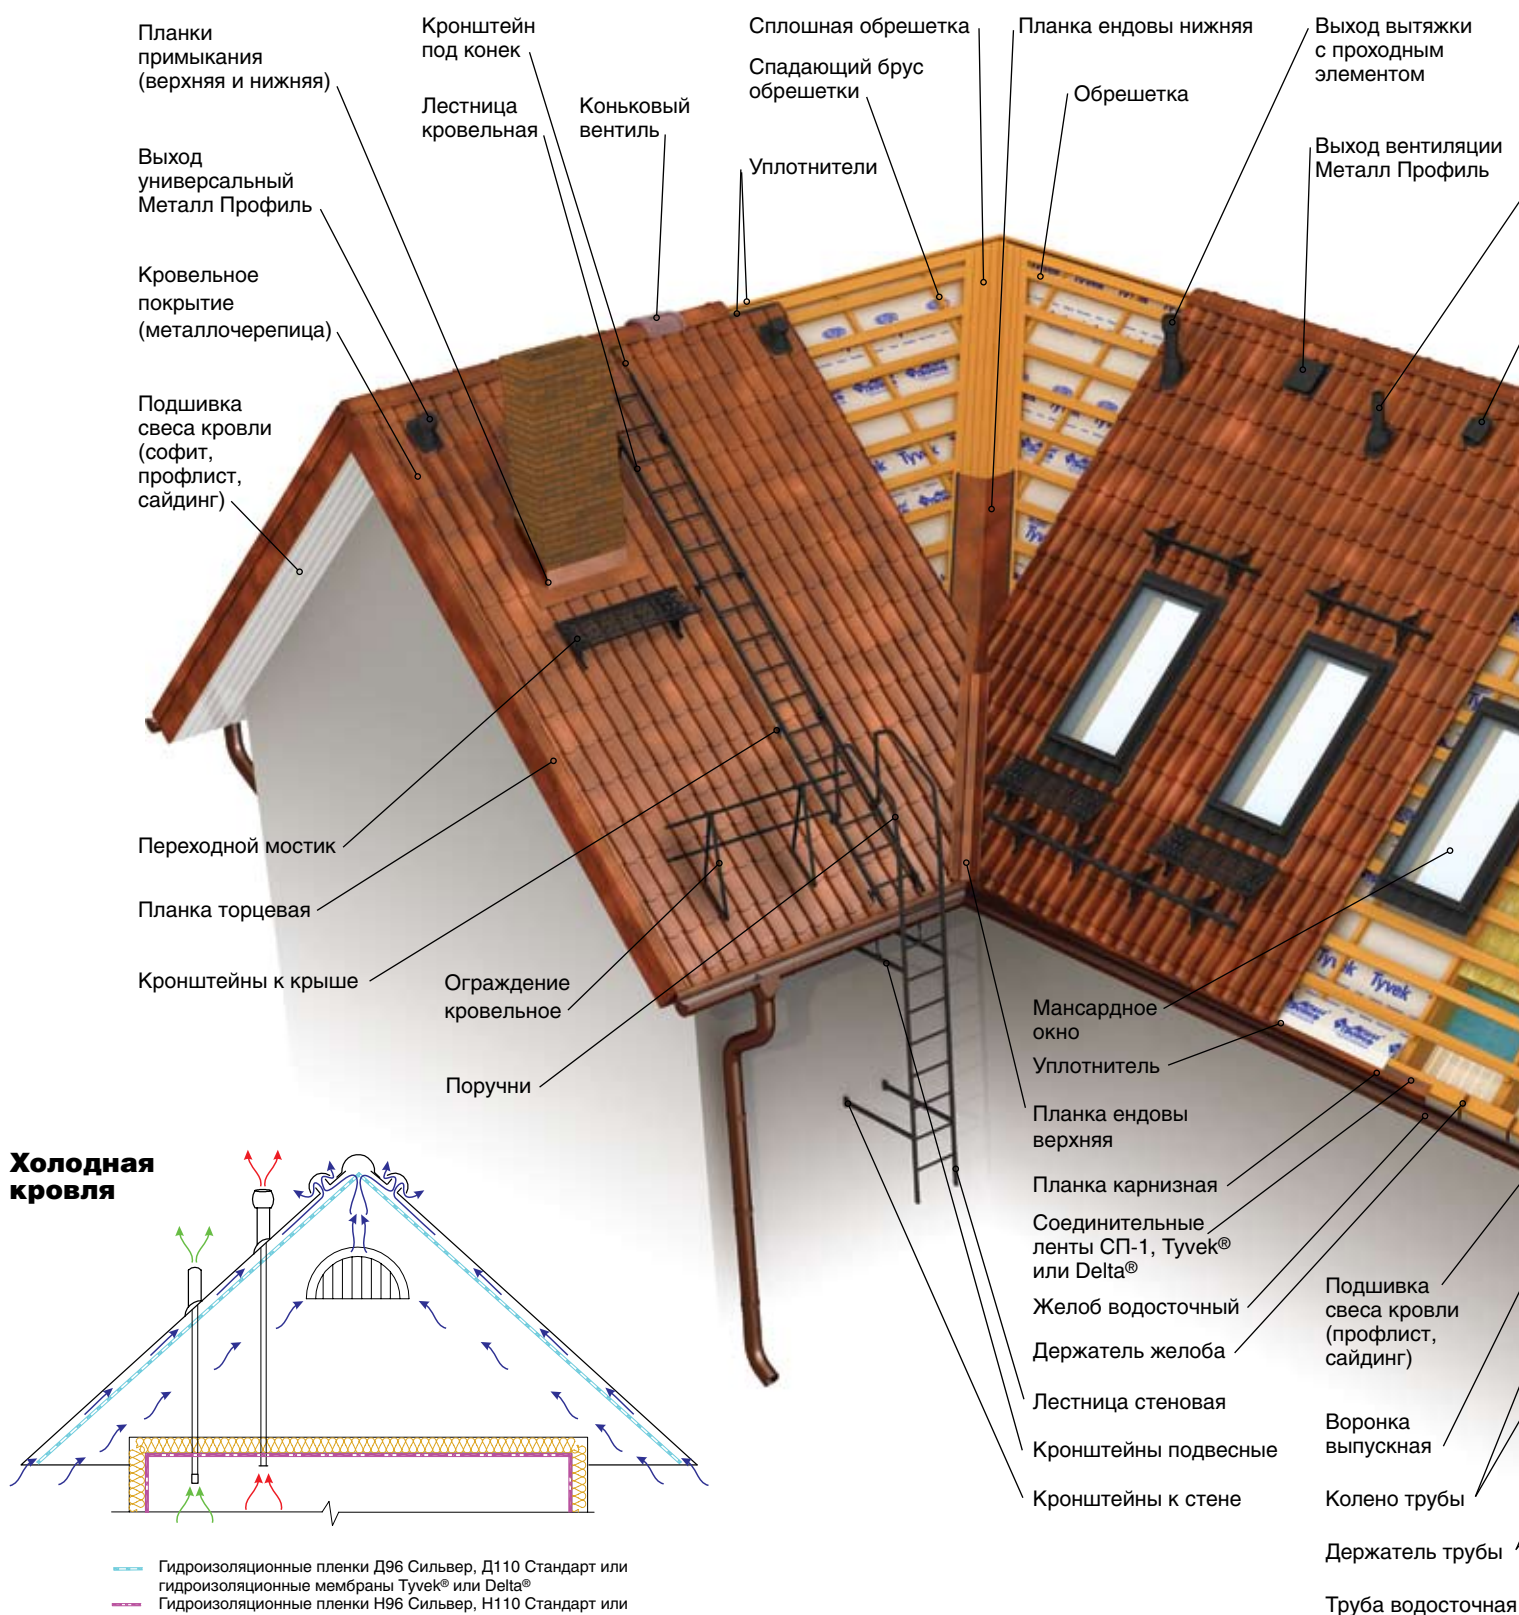 Планки
примыкания
(верхняя и нижняя)
Кронштейн
под конек
Сплошная обрешетка
Планка ендовы нижняя
Выход вытяжки
с проходным
элементом
Спадающий брус
обрешетки
Обрешетка
Лестница
кровельная
Коньковый
вентиль
Уплотнители
Выход вентиляции
Металл Профиль
Выход
универсальный
Металл Профиль
Кровельное
покрытие
(металлочерепица)
Подшивка
свеса кровли
(софит,
профлист,
сайдинг)
Tyvek
Tyvek
Tyvek
Переходной мостик
Планка торцевая
Кронштейны к крыше
Ограждение
кровельное
Поручни
Мансардное
окно
Уплотнитель
Планка ендовы
верхняя
Планка карнизная
Соединительные
ленты СП-1, Tyvek®
или Delta®
Желоб водосточный
Держатель желоба
Лестница стеновая
Кронштейны подвесные
Кронштейны к стене
Подшивка
свеса кровли
(профлист,
сайдинг)
Воронка
выпускная
Колено трубы
Держатель трубы
Труба водосточная
Холодная
кровля
Гидроизоляционные пленки Д96 Сильвер, Д110 Стандарт или
гидроизоляционные мембраны Tyvek® или Delta®
Гидроизоляционные пленки Н96 Сильвер, Н110 Стандарт или